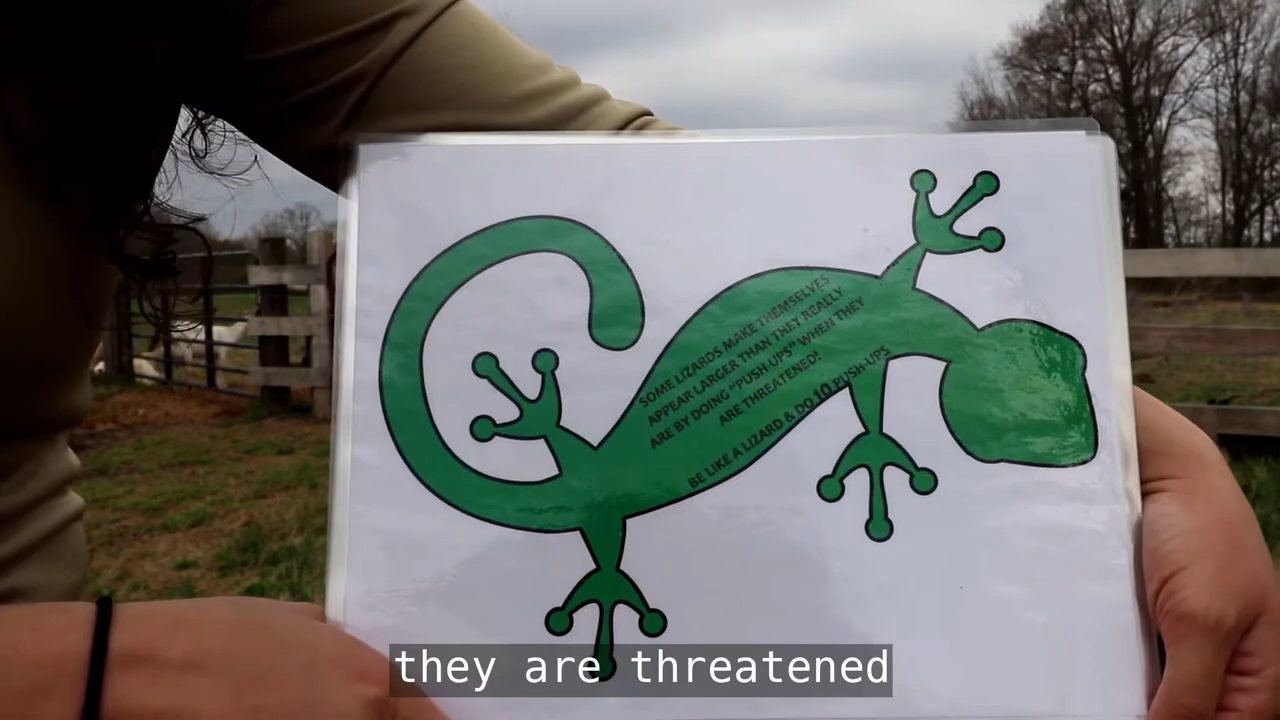 SOME LIZARDS MAKE THEMSELVES
APPEAR LARGER THAN THEY REALLY
ARE BY DOING "PUSH-UPS" WHEN THEY
ARE THREATENED!
BE LIKE A LIZARD & DO 10 PUSH-UPS
they are threatened